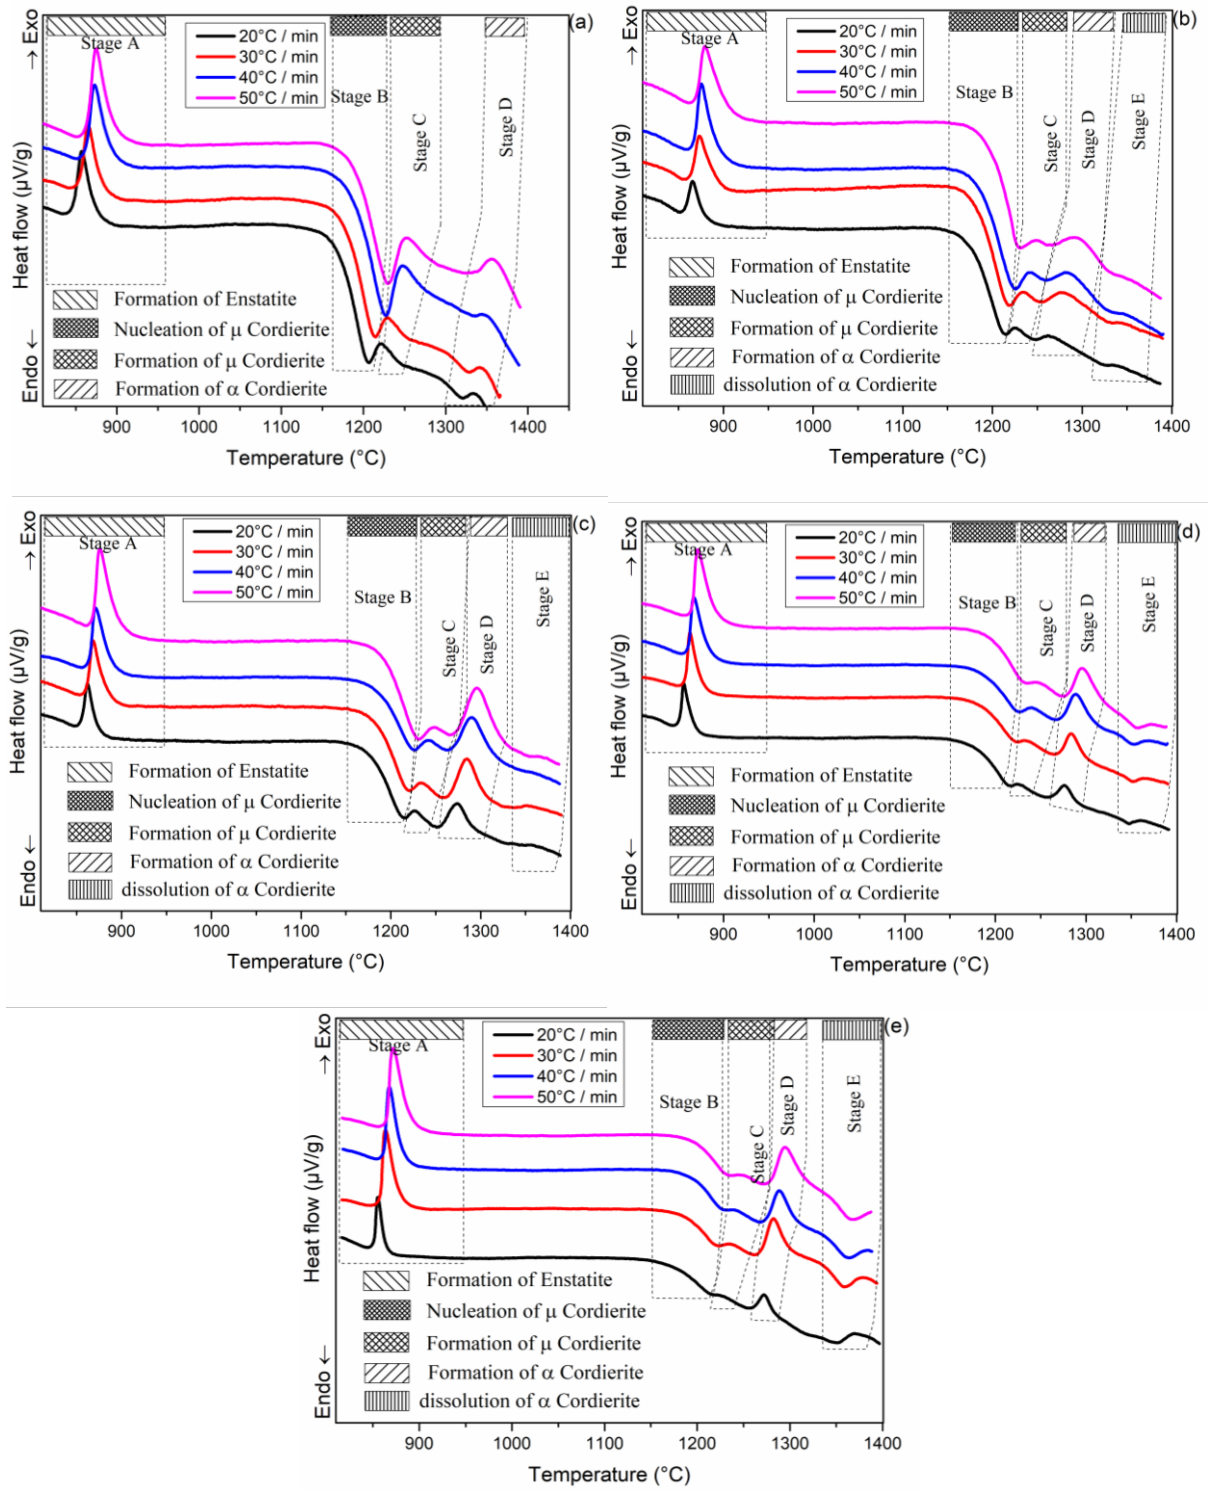 (a)
Exo
Stage A
20°C / min
30°C / min
40°C / min
50°C / min
Stage B
Stage C
Stage D
Heat flow (µV/g)
Formation of Enstatite
Nucleation of µ Cordierite
Formation of µ Cordierite
Formation of α Cordierite
Endo
900 1000 1100 1200 1300 1400
Temperature (°C)
(b)
Exo
Stage A
20°C / min
30°C / min
40°C / min
50°C / min
Stage B
Stage C
Stage D
Stage E
Heat flow (µV/g)
Formation of Enstatite
Nucleation of µ Cordierite
Formation of µ Cordierite
Formation of α Cordierite
dissolution of α Cordierite
Endo
900 1000 1100 1200 1300 1400
Temperature (°C)
(c)
Exo
Stage A
20°C / min
30°C / min
40°C / min
50°C / min
Stage B
Stage C
Stage D
Stage E
Heat flow (µV/g)
Formation of Enstatite
Nucleation of µ Cordierite
Formation of µ Cordierite
Formation of α Cordierite
dissolution of α Cordierite
Endo
900 1000 1100 1200 1300 1400
Temperature (°C)
(d)
Exo
Stage A
20°C / min
30°C / min
40°C / min
50°C / min
Stage B
Stage C
Stage D
Stage E
Heat flow (µV/g)
Formation of Enstatite
Nucleation of µ Cordierite
Formation of µ Cordierite
Formation of α Cordierite
dissolution of α Cordierite
Endo
900 1000 1100 1200 1300 1400
Temperature (°C)
(e)
Exo
Stage A
20°C / min
30°C / min
40°C / min
50°C / min
Stage B
Stage C
Stage D
Stage E
Heat flow (µV/g)
Formation of Enstatite
Nucleation of µ Cordierite
Formation of µ Cordierite
Formation of α Cordierite
dissolution of α Cordierite
Endo
900 1000 1100 1200 1300 1400
Temperature (°C)